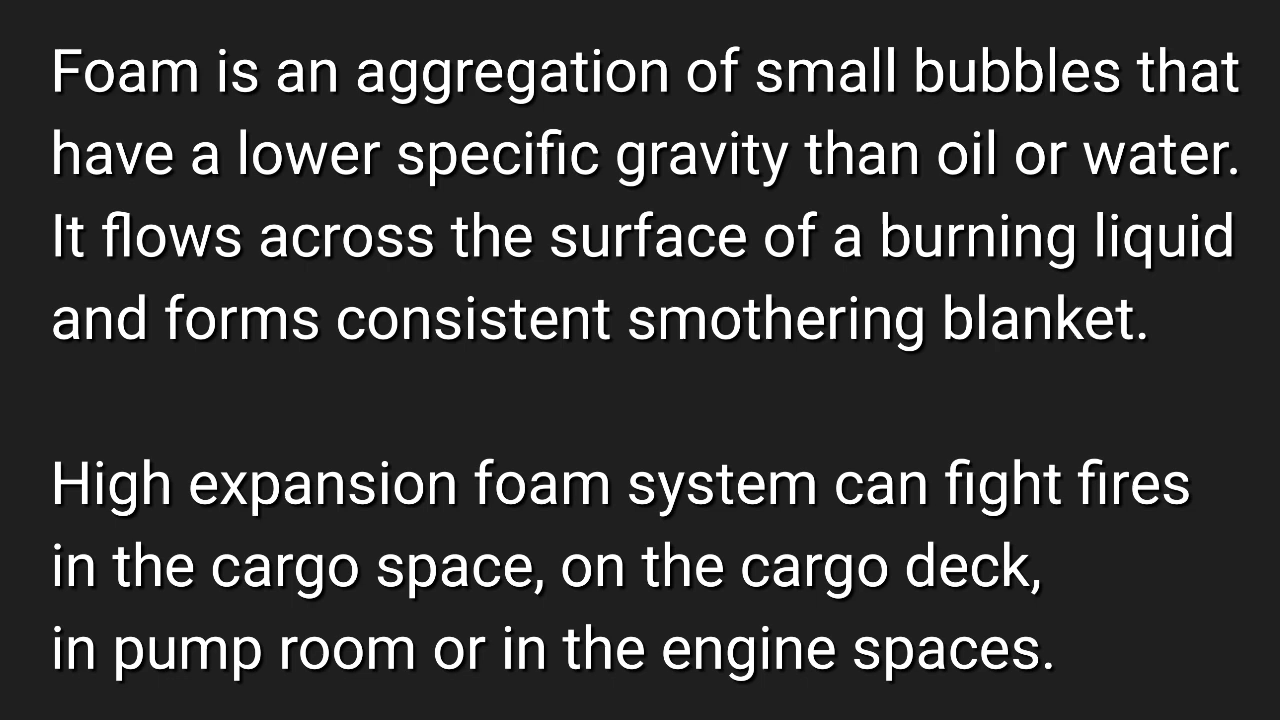 Foam is an aggregation of small bubbles that
have a lower specific gravity than oil or water.
It flows across the surface of a burning liquid
and forms consistent smothering blanket.
High expansion foam system can fight fires
in the cargo space, on the cargo deck,
in pump room or in the engine spaces.